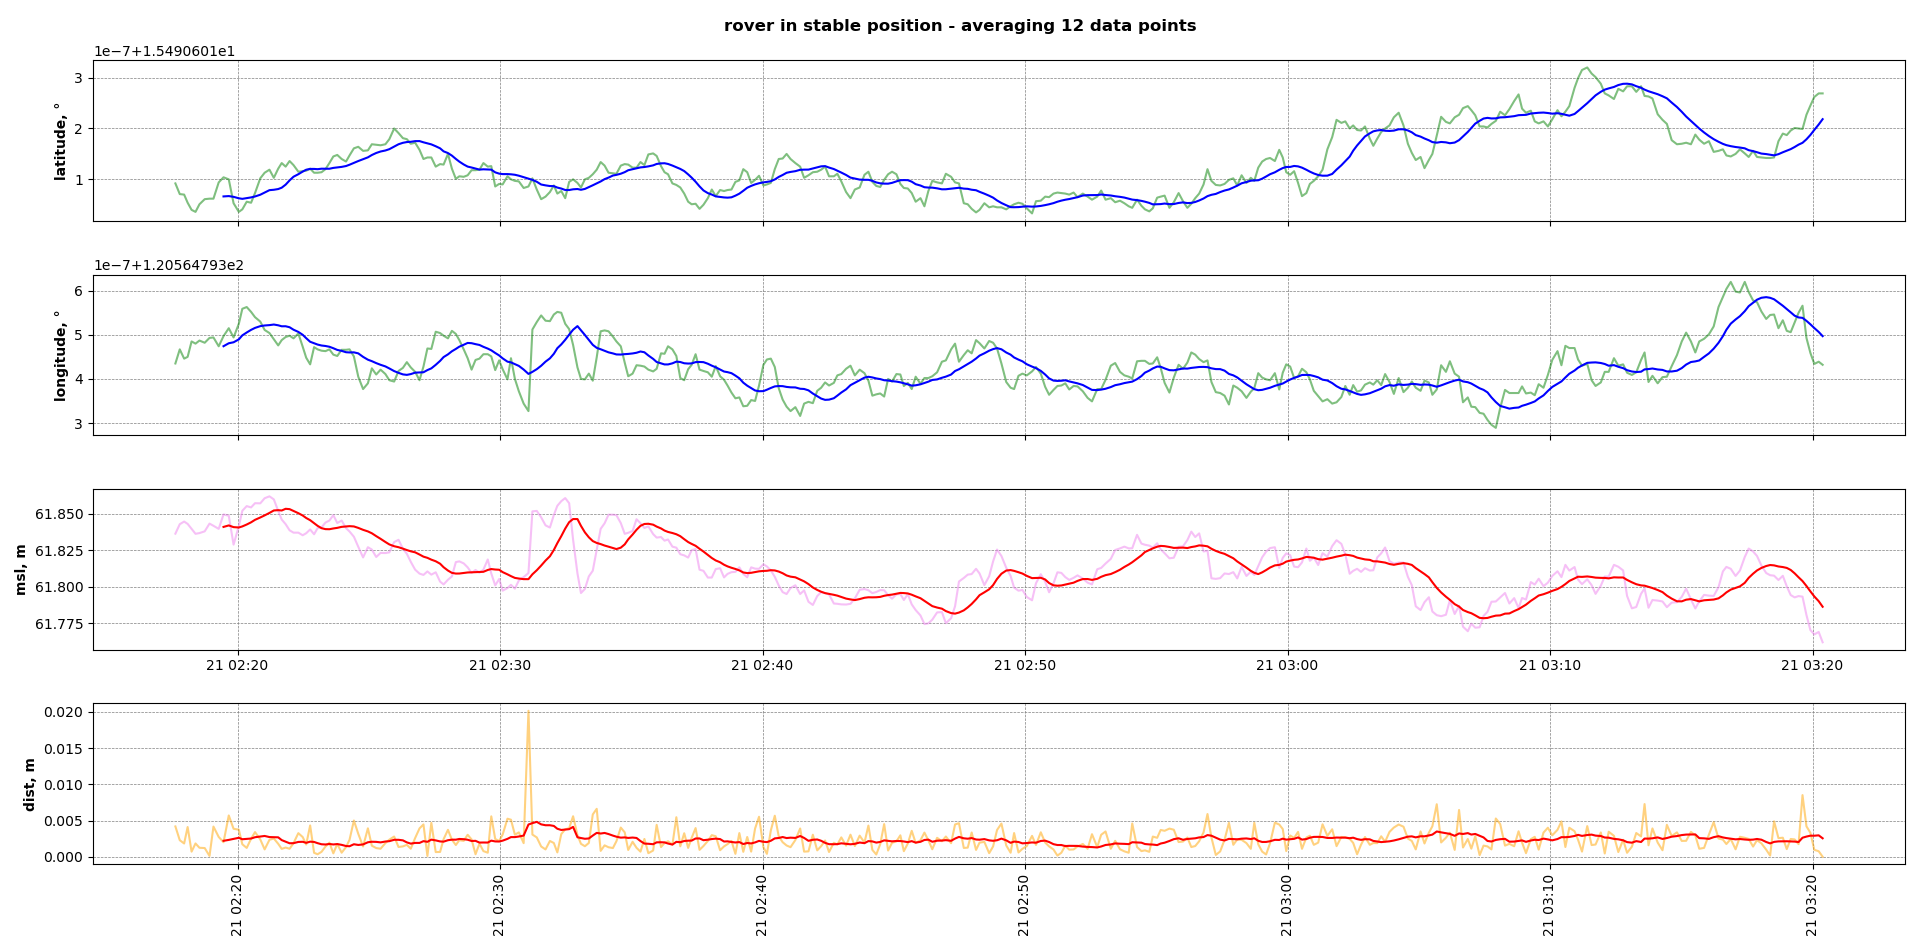 rover in stable position - averaging 12 data points
1e−7+1.5490601e1
latitude, °
3
2
1
1e−7+1.20564793e2
longitude, °
6
5
4
3
msl, m
61.850
61.825
61.800
61.775
21 02:20 21 02:30 21 02:40 21 02:50 21 03:00 21 03:10 21 03:20
dist, m
0.020
0.015
0.010
0.005
0.000
21 02:20 21 02:30 21 02:40 21 02:50 21 03:00 21 03:10 21 03:20